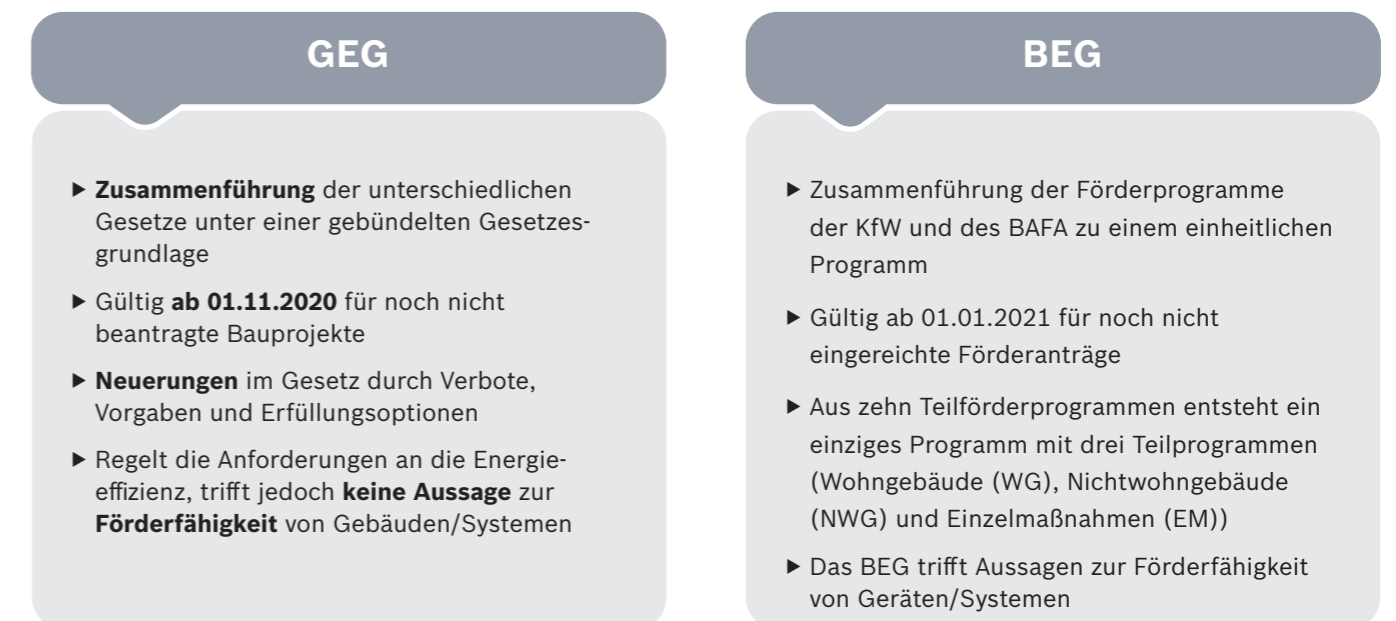 GEG
▶ Zusammenführung der unterschiedlichen
Gesetze unter einer gebündelten Gesetzes-
grundlage
▶ Gültig ab 01.11.2020 für noch nicht
beantragte Bauprojekte
▶ Neuerungen im Gesetz durch Verbote,
Vorgaben und Erfüllungsoptionen
▶ Regelt die Anforderungen an die Energie-
effizienz, trifft jedoch keine Aussage zur
Förderfähigkeit von Gebäuden/Systemen
BEG
▶ Zusammenführung der Förderprogramme
der KfW und des BAFA zu einem einheitlichen
Programm
▶ Gültig ab 01.01.2021 für noch nicht
eingereichte Förderanträge
▶ Aus zehn Teilförderprogrammen entsteht ein
einziges Programm mit drei Teilprogrammen
(Wohngebäude (WG), Nichtwohngebäude
(NWG) und Einzelmaßnahmen (EM))
▶ Das BEG trifft Aussagen zur Förderfähigkeit
von Geräten/Systemen